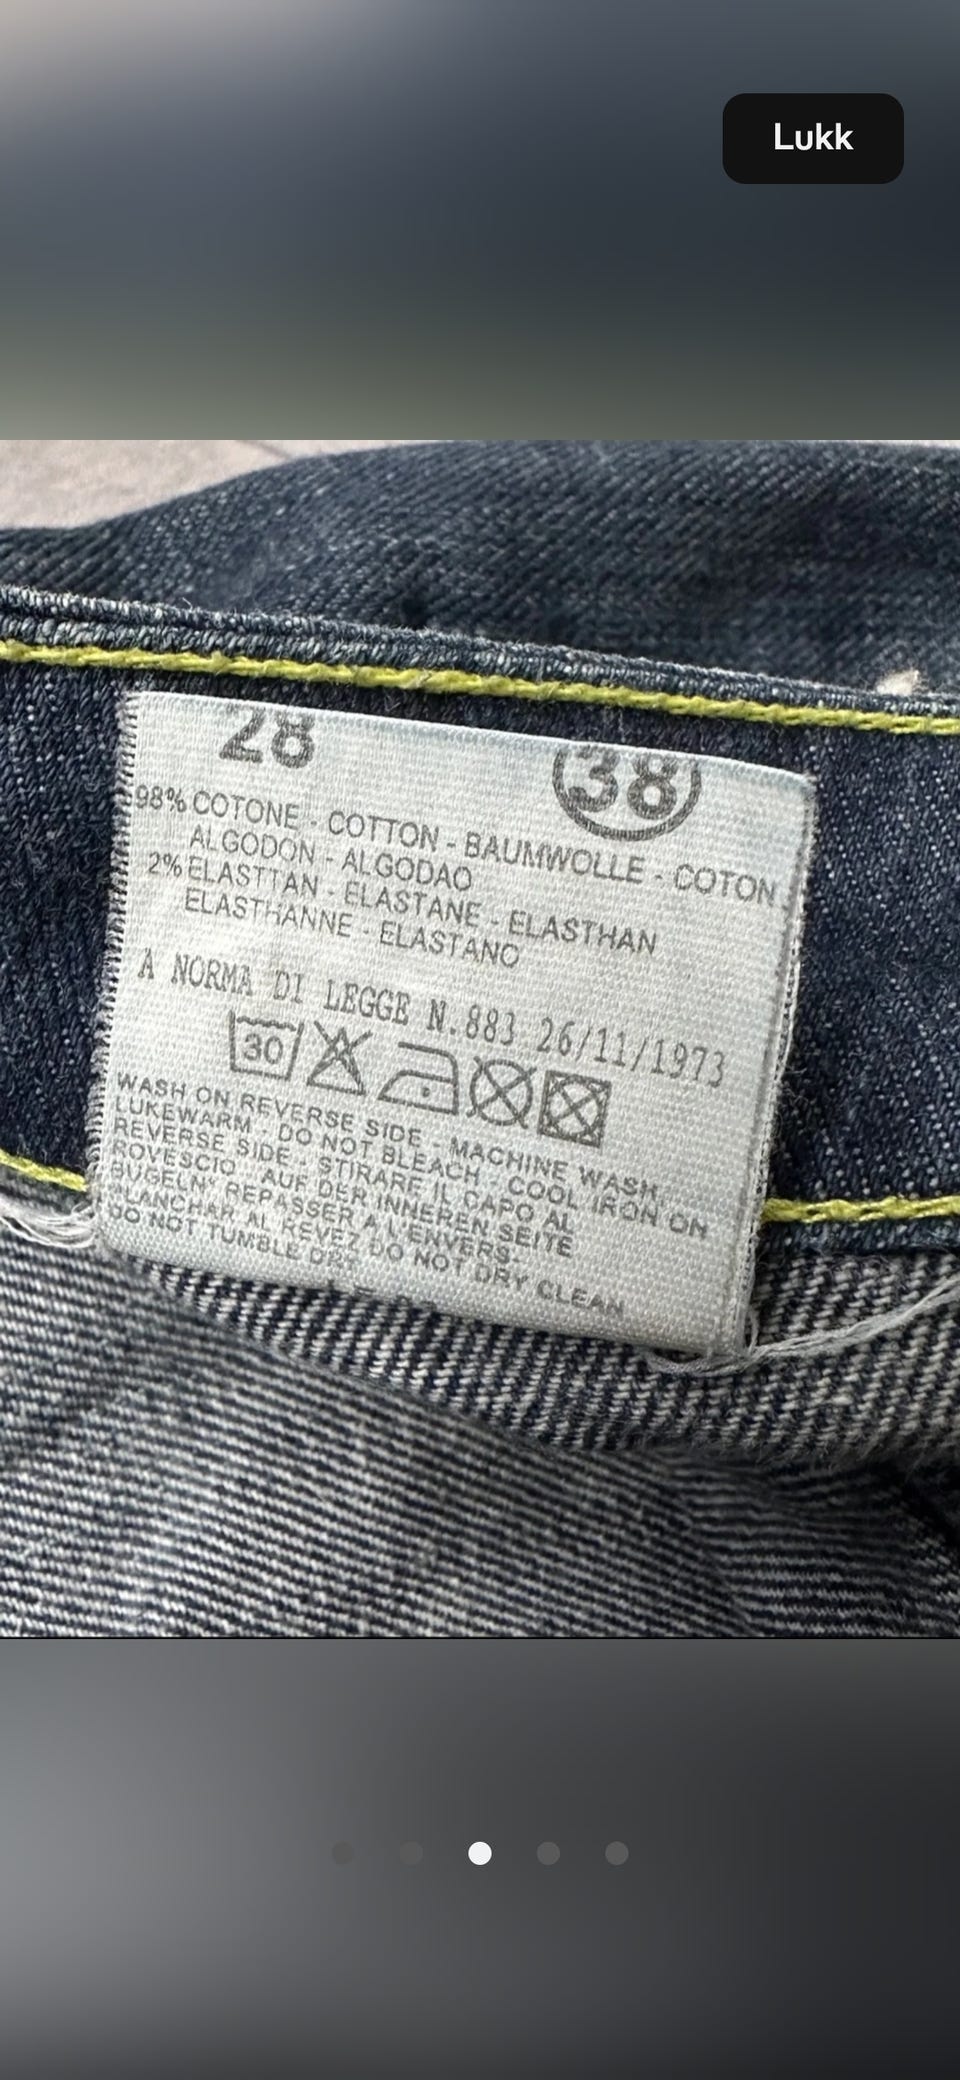 Lukk
28 38
98% COTONE - COTTON - BAUMWOLLE - COTON
ALGODON - ALGODAO
2% ELASTTAN - ELASTANE - ELASTHAN
ELASTHANNE - ELASTANO
A NORMA DI LEGGE N.883 26/11/1973
30
WASH ON REVERSE SIDE - MACHINE WASH
LUKEWARM - DO NOT BLEACH - COOL IRON ON
REVERSE SIDE - STIRARE IL CAPO AL
ROVESCIO - AUF DER INNEREN SEITE
BUGELN* REPASSER A L'ENVERS-
PLANCHAR AL REVEZ DO NOT DRY CLEAN
DO NOT TUMBLE DRY